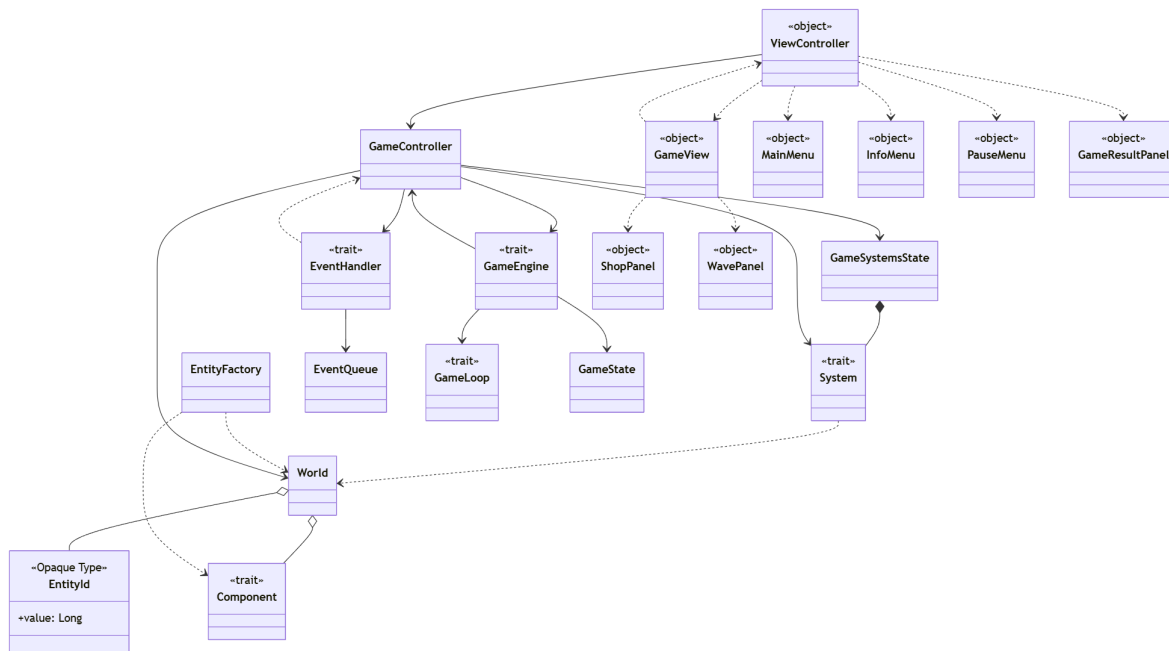 «object»
ViewController
«object»
GameView
«object»
MainMenu
«object»
InfoMenu
«object»
PauseMenu
«object»
GameResultPanel
GameController
«trait»
EventHandler
«trait»
GameEngine
«object»
ShopPanel
«object»
WavePanel
GameSystemsState
EntityFactory
EventQueue
«trait»
GameLoop
GameState
«trait»
System
World
«Opaque Type»
EntityId
+value: Long
«trait»
Component